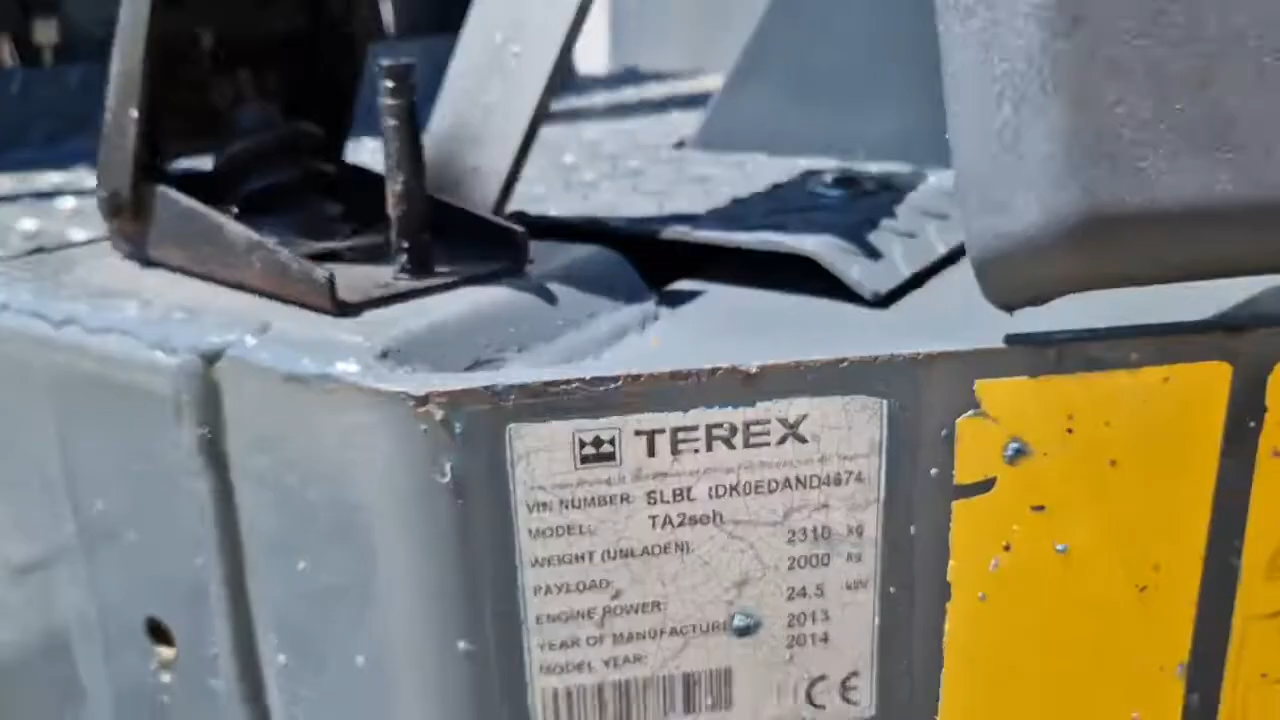 TEREX
VIN NUMBER: SLBL DK0EDAND4674
MODEL: TA2seh
WEIGHT (UNLADEN): 2310 kg
PAYLOAD: 2000 kg
ENGINE POWER: 24.5 kW
YEAR OF MANUFACTURE 2013
MODEL YEAR: 2014
CE